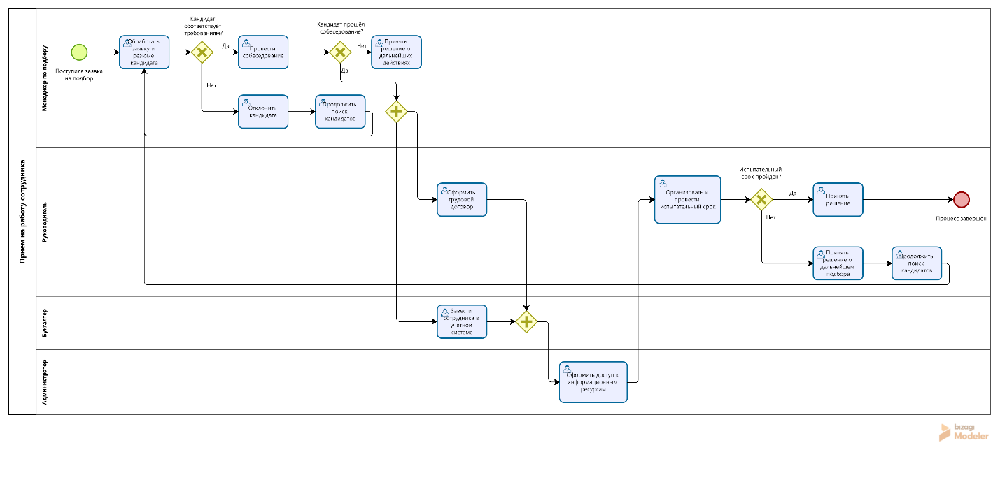 Прием на работу сотрудника
Менеджер по подбору
Поступила заявка
на подбор
Обработать
заявку и
резюме
кандидата
Кандидат
соответствует
требованиям?
Да
Нет
Провести
собеседование
Кандидат прошёл
собеседование?
Нет
Да
Принять
решение о
дальнейших
действиях
Отклонить
кандидата
Продолжить
поиск
кандидатов
Руководитель
Оформить
трудовой
договор
Организовать и
провести
испытательный срок
Испытательный
срок пройден?
Да
Нет
Принять
решение
Процесс завершён
Принять
решение о
дальнейшем
подборе
Продолжить
поиск
кандидатов
Бухгалтер
Завести
сотрудника в
учетной
системе
Администратор
Оформить доступ к
информационным
ресурсам
bizagi
Modeler